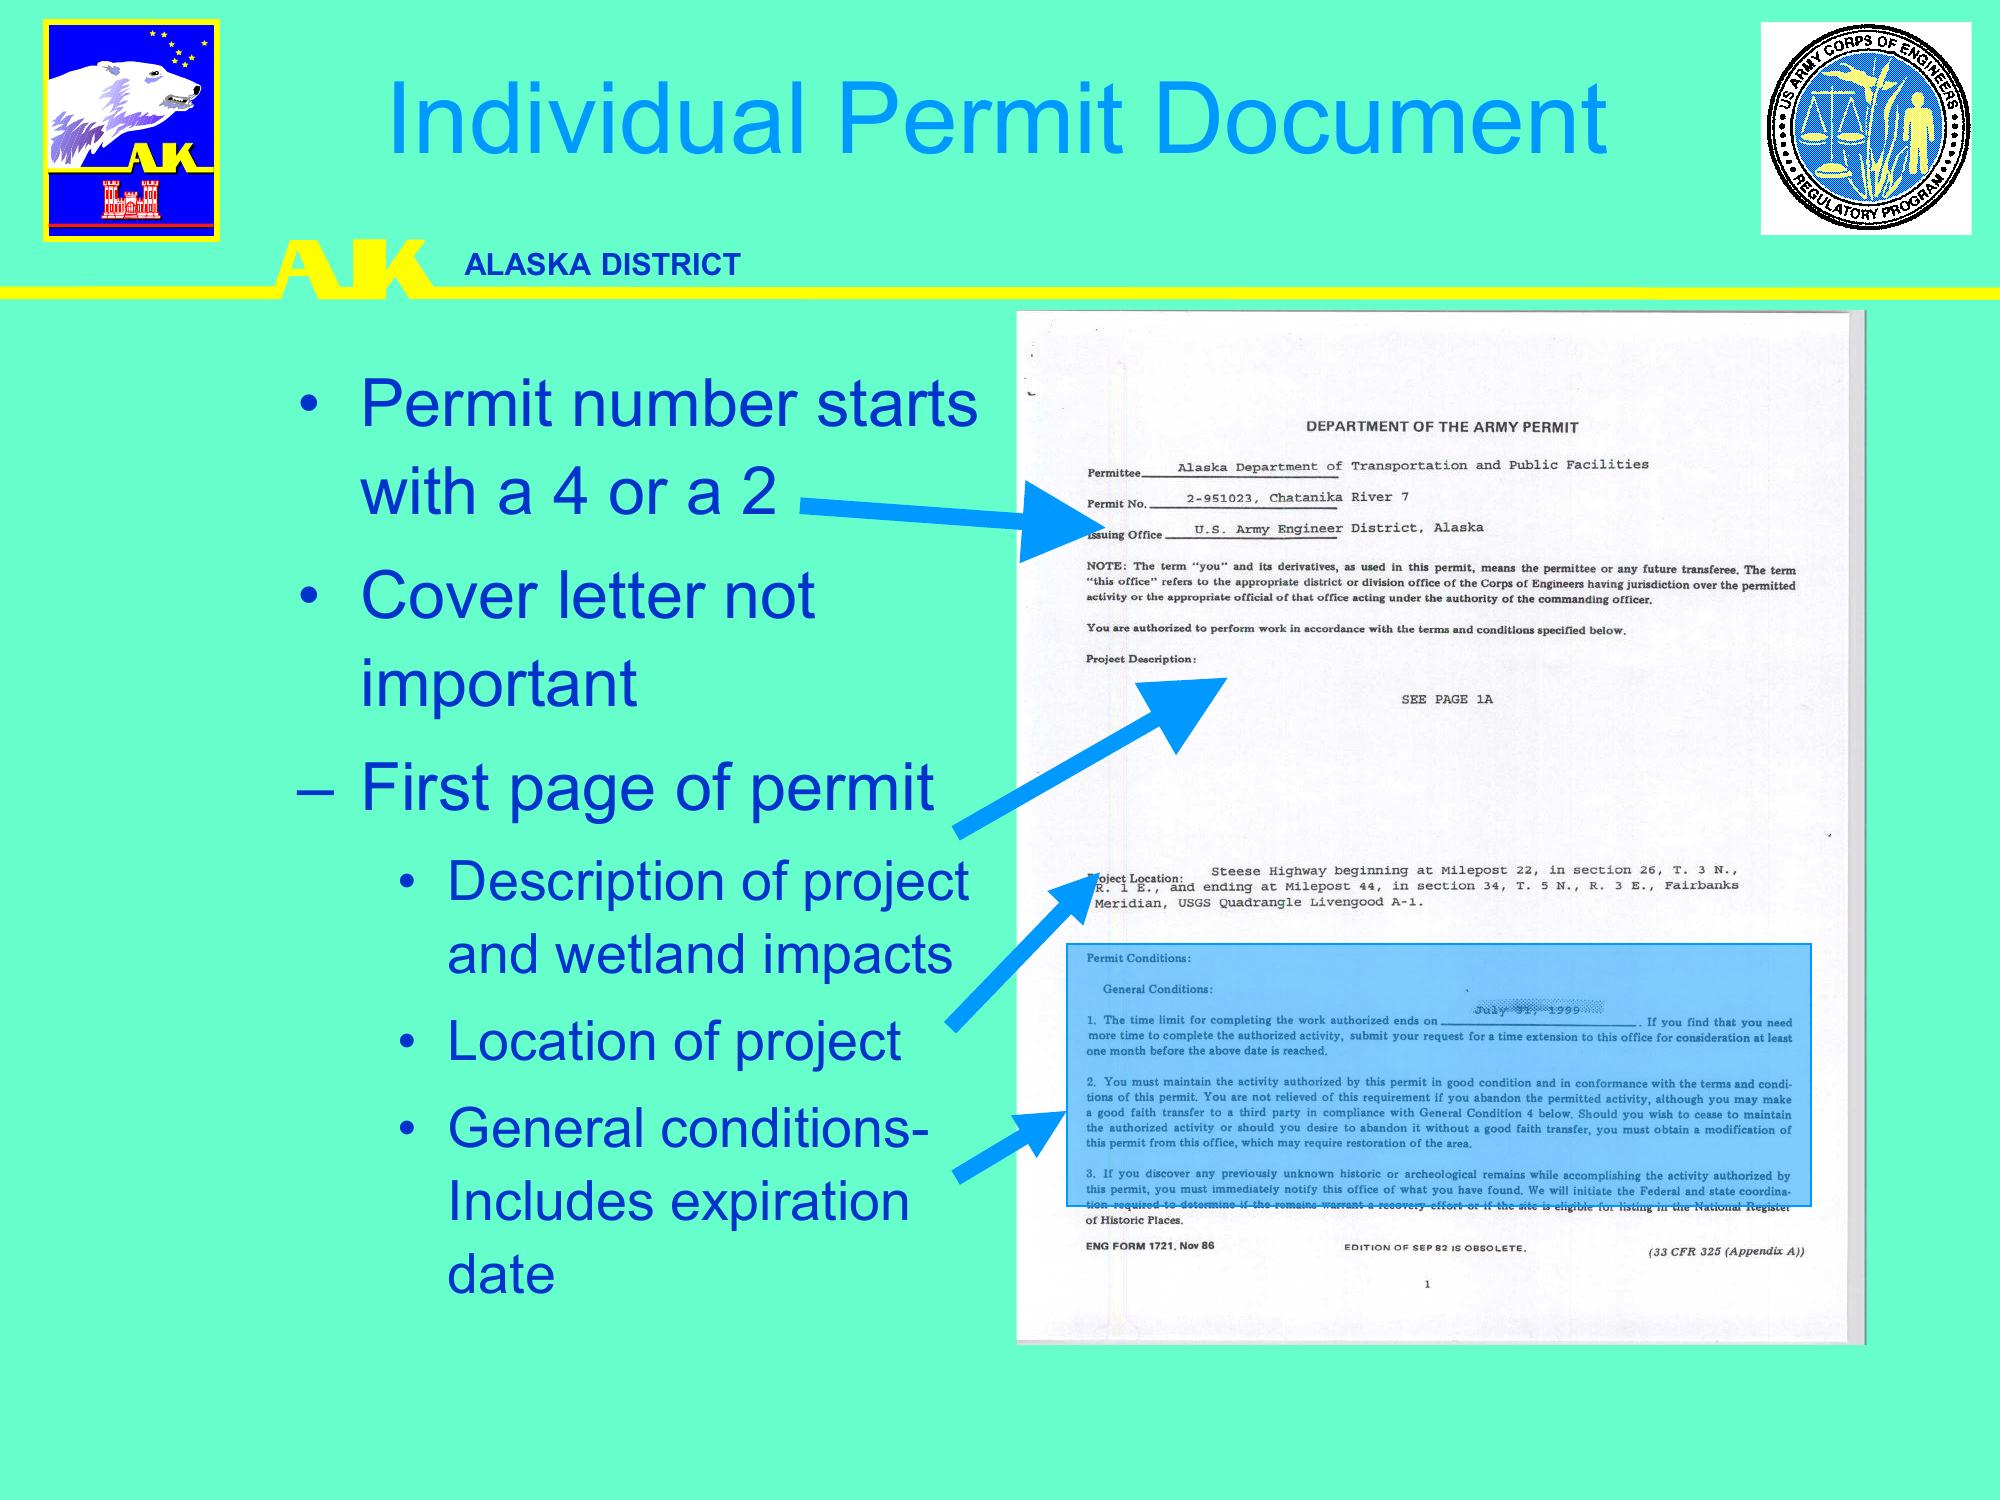 AK
Individual Permit Document
US ARMY CORPS OF ENGINEERS
REGULATORY PROGRAM
AK ALASKA DISTRICT
• Permit number starts
with a 4 or a 2
• Cover letter not
important
– First page of permit
• Description of project
and wetland impacts
• Location of project
• General conditions-
Includes expiration
date
DEPARTMENT OF THE ARMY PERMIT
Permittee Alaska Department of Transportation and Public Facilities
Permit No. 2-951023, Chatanika River 7
Issuing Office U.S. Army Engineer District, Alaska
NOTE: The term "you" and its derivatives, as used in this permit, means the permittee or any future transferee. The term
"this office" refers to the appropriate district or division office of the Corps of Engineers having jurisdiction over the permitted
activity or the appropriate official of that office acting under the authority of the commanding officer.
You are authorized to perform work in accordance with the terms and conditions specified below.
Project Description:
SEE PAGE 1A
Project Location: Steese Highway beginning at Milepost 22, in section 26, T. 3 N.,
R. 1 E., and ending at Milepost 44, in section 34, T. 5 N., R. 3 E., Fairbanks
Meridian, USGS Quadrangle Livengood A-1.
Permit Conditions:
General Conditions:
1. The time limit for completing the work authorized ends on July 31, 1999. If you find that you need
more time to complete the authorized activity, submit your request for a time extension to this office for consideration at least
one month before the above date is reached.
2. You must maintain the activity authorized by this permit in good condition and in conformance with the terms and condi-
tions of this permit. You are not relieved of this requirement if you abandon the permitted activity, although you may make
a good faith transfer to a third party in compliance with General Condition 4 below. Should you wish to cease to maintain
the authorized activity or should you desire to abandon it without a good faith transfer, you must obtain a modification of
this permit from this office, which may require restoration of the area.
3. If you discover any previously unknown historic or archeological remains while accomplishing the activity authorized by
this permit, you must immediately notify this office of what you have found. We will initiate the Federal and state coordina-
tion required to determine if the remains warrant a recovery effort or if the site is eligible for listing in the National Register
of Historic Places.
ENG FORM 1721, Nov 86 EDITION OF SEP 82 IS OBSOLETE. (33 CFR 325 (Appendix A))
1